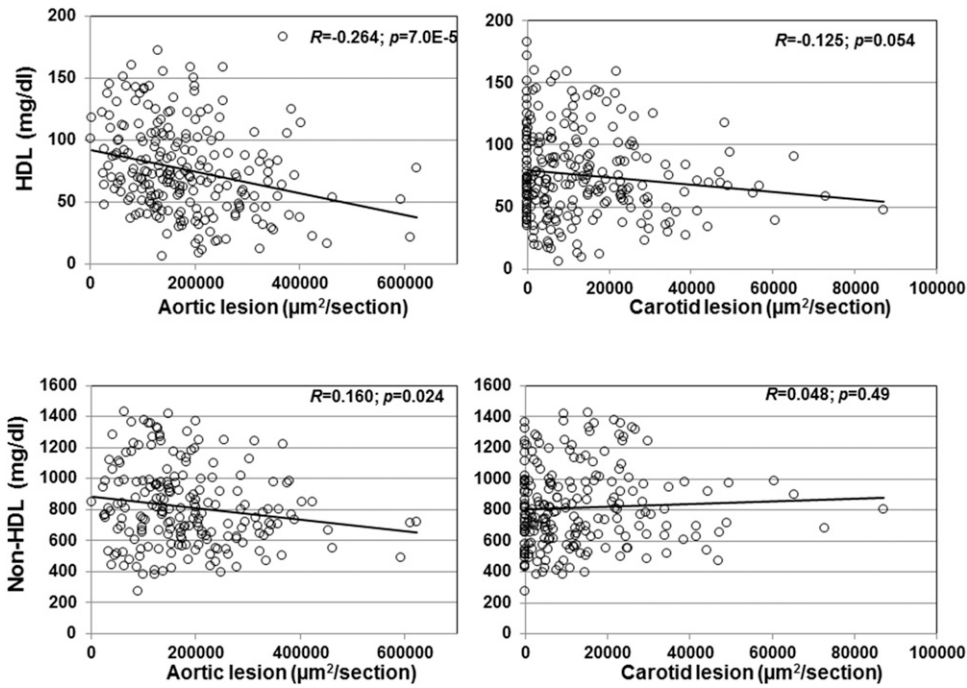 R=-0.264; p=7.0E-5
HDL (mg/dl)
200
150
100
50
0
0 200000 400000 600000
Aortic lesion (µm²/section)
R=-0.125; p=0.054
200
150
100
50
0
0 20000 40000 60000 80000 100000
Carotid lesion (µm²/section)
R=0.160; p=0.024
Non-HDL (mg/dl)
1600
1400
1200
1000
800
600
400
200
0
0 200000 400000 600000
Aortic lesion (µm²/section)
R=0.048; p=0.49
1600
1400
1200
1000
800
600
400
200
0
0 20000 40000 60000 80000 100000
Carotid lesion (µm²/section)